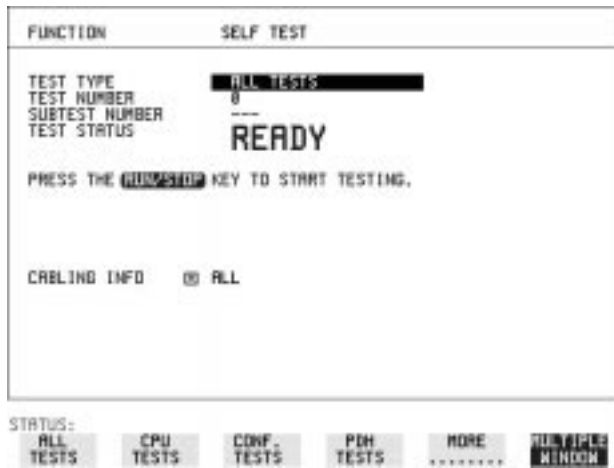 FUNCTION SELF TEST
TEST TYPE ALL TESTS
TEST NUMBER 0
SUBTEST NUMBER ---
TEST STATUS READY
PRESS THE RUN/STOP KEY TO START TESTING.
CABLING INFO ALL
STATUS:
ALL TESTS
CPU TESTS
CONF. TESTS
PDH TESTS
MORE ........
MULTIPLE WINDOW